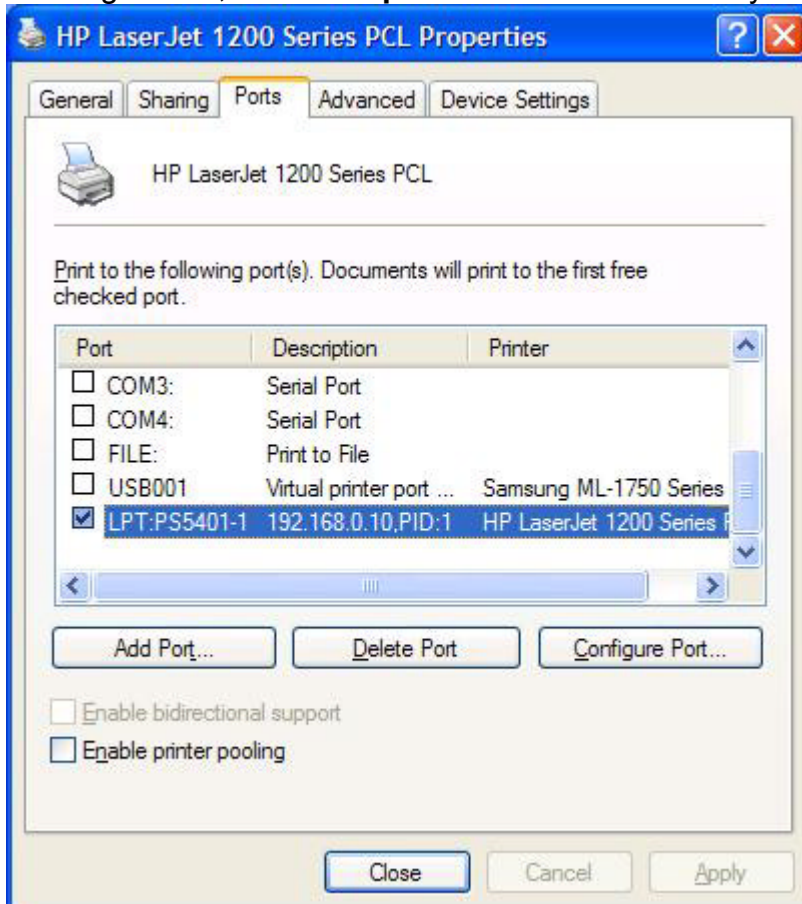 HP LaserJet 1200 Series PCL Properties
General Sharing Ports Advanced Device Settings
HP LaserJet 1200 Series PCL
Print to the following port(s). Documents will print to the first free
checked port.
Port Description Printer
COM3: Serial Port
COM4: Serial Port
FILE: Print to File
USB001 Virtual printer port ... Samsung ML-1750 Series
LPT:PS5401-1 192.168.0.10,PID:1 HP LaserJet 1200 Series
Add Port... Delete Port Configure Port...
Enable bidirectional support
Enable printer pooling
Close Cancel Apply